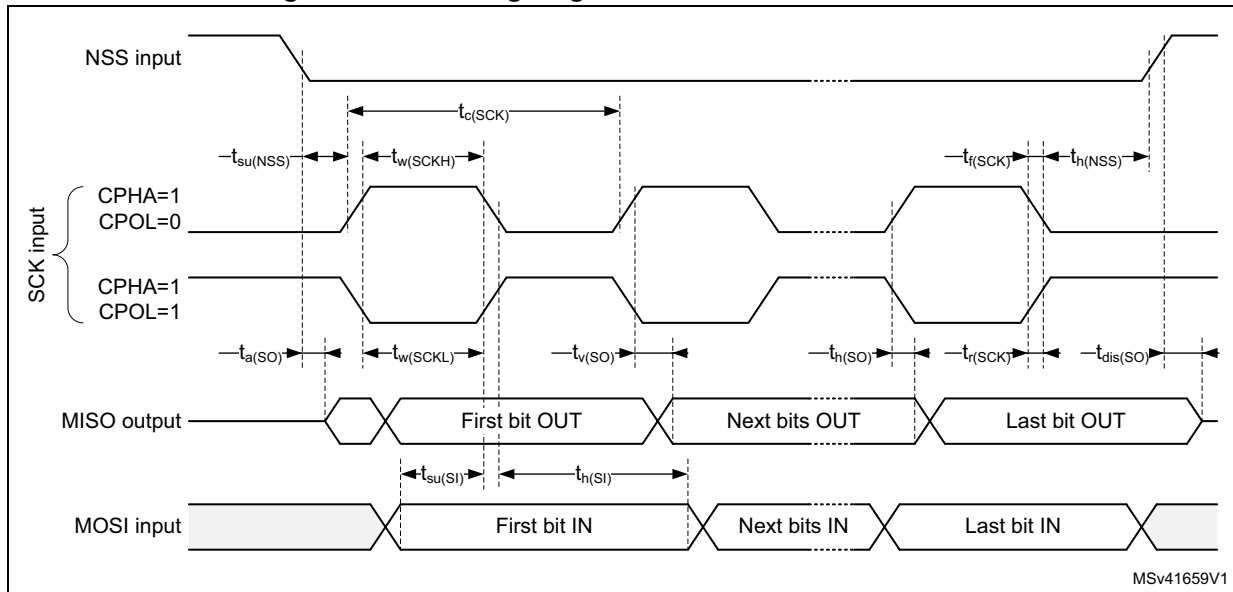 NSS input
tc(SCK)
tsu(NSS)
tw(SCKH)
tf(SCK)
th(NSS)
SCK input
CPHA=1
CPOL=0
CPHA=1
CPOL=1
ta(SO)
tw(SCKL)
tv(SO)
th(SO)
tr(SCK)
tdis(SO)
MISO output
First bit OUT
Next bits OUT
Last bit OUT
tsu(SI)
th(SI)
MOSI input
First bit IN
Next bits IN
Last bit IN
MSv41659V1